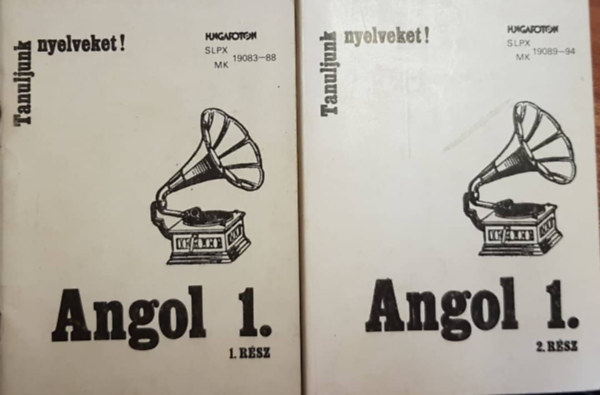 Tanuljunk nyelveket!
HUNGAROTON
SLPX
MK 19083-88
Angol 1.
1. RÉSZ
Tanuljunk nyelveket!
HUNGAROTON
SLPX
MK 19089-94
Angol 1.
2. RÉSZ